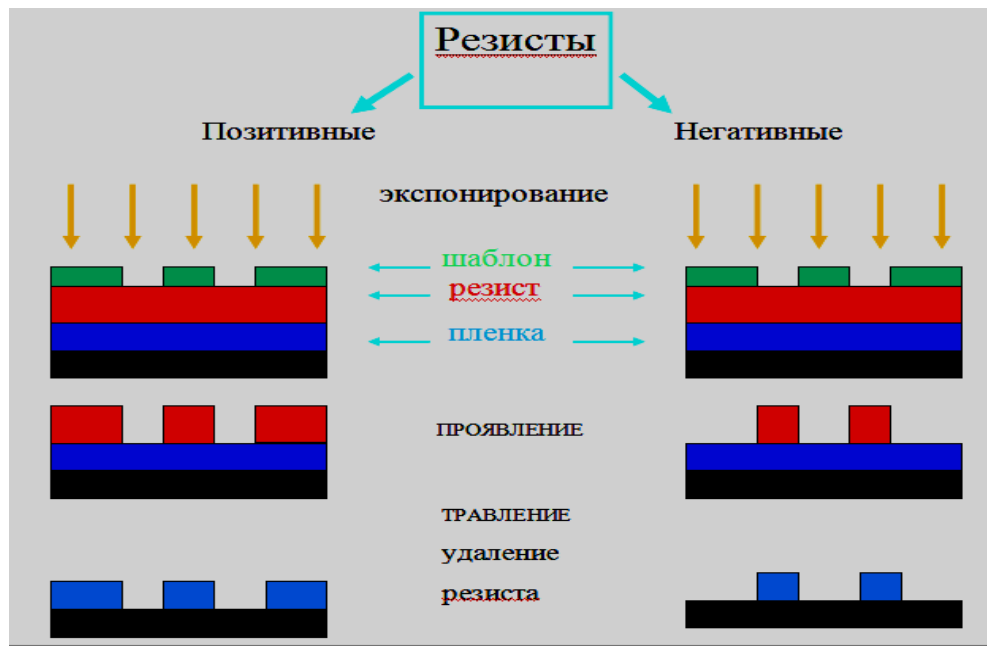 Резисты
Позитивные
Негативные
экспонирование
шаблон
резист
пленка
ПРОЯВЛЕНИЕ
ТРАВЛЕНИЕ
удаление
резиста